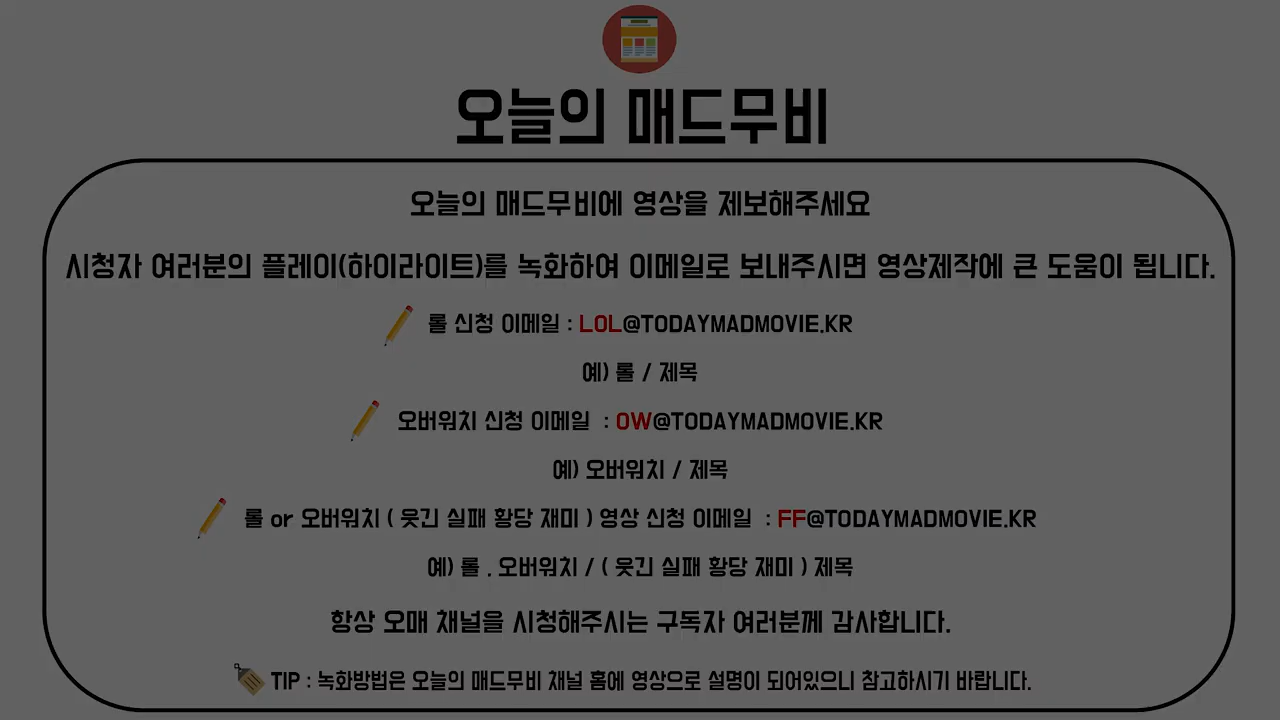 오늘의 매드무비
오늘의 매드무비에 영상을 제보해주세요
시청자 여러분의 플레이(하이라이트)를 녹화하여 이메일로 보내주시면 영상제작에 큰 도움이 됩니다.
롤 신청 이메일 : LOL@TODAYMADMOVIE.KR
예) 롤 / 제목
오버워치 신청 이메일 : OW@TODAYMADMOVIE.KR
예) 오버워치 / 제목
롤 or 오버워치 ( 웃긴 실패 황당 재미 ) 영상 신청 이메일 : FF@TODAYMADMOVIE.KR
예) 롤 . 오버워치 / ( 웃긴 실패 황당 재미 ) 제목
항상 오매 채널을 시청해주시는 구독자 여러분께 감사합니다.
TIP : 녹화방법은 오늘의 매드무비 채널 홈에 영상으로 설명이 되어있으니 참고하시기 바랍니다.